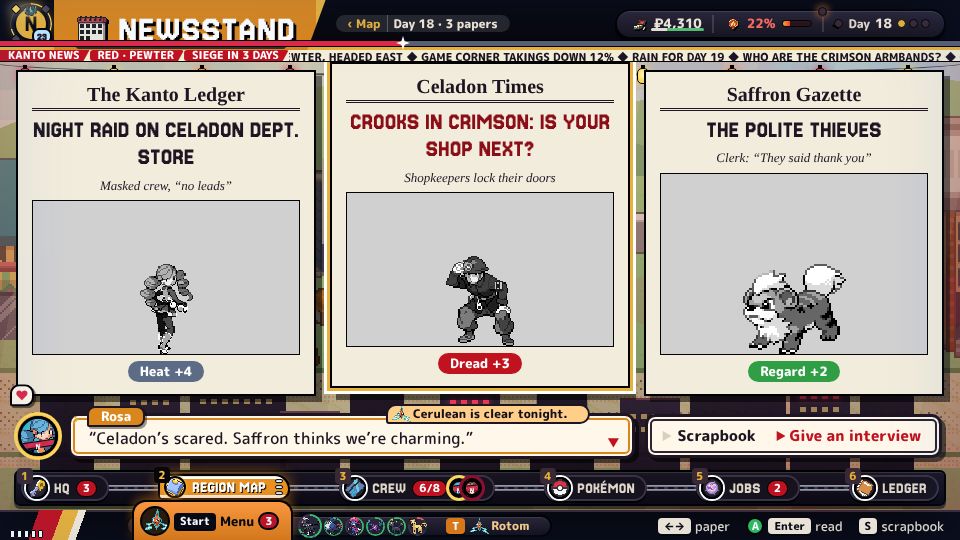 NEWSSTAND
‹ Map
Day 18 · 3 papers
₽4,310
22%
Day 18
KANTO NEWS
RED · PEWTER
SIEGE IN 3 DAYS
HEADED EAST ◆ GAME CORNER TAKINGS DOWN 12% ◆ RAIN FOR DAY 19 ◆ WHO ARE THE CRIMSON ARMBANDS? ◆
The Kanto Ledger
NIGHT RAID ON CELADON DEPT.
STORE
Masked crew, “no leads”
Heat +4
Celadon Times
CROOKS IN CRIMSON: IS YOUR
SHOP NEXT?
Shopkeepers lock their doors
Dread +3
Saffron Gazette
THE POLITE THIEVES
Clerk: “They said thank you”
Regard +2
Rosa
Cerulean is clear tonight.
“Celadon’s scared. Saffron thinks we’re charming.”
Scrapbook
Give an interview
1
HQ
3
2
REGION MAP
3
CREW
6/8
4
POKÉMON
5
JOBS
2
6
LEDGER
Start
Menu
3
T
Rotom
←→ paper
A Enter read
S scrapbook